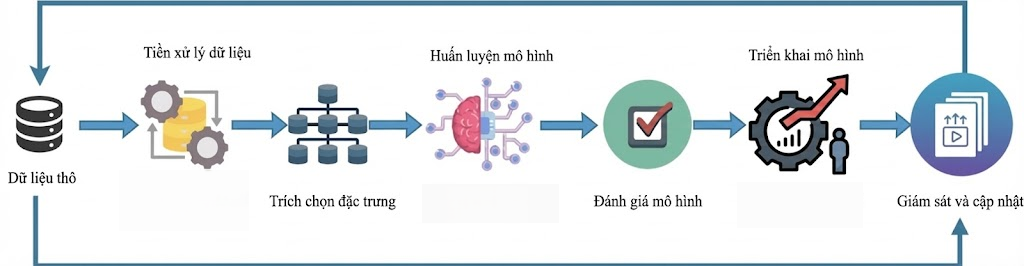 Tiền xử lý dữ liệu
Huấn luyện mô hình
Triển khai mô hình
Dữ liệu thô
Trích chọn đặc trưng
Đánh giá mô hình
Giám sát và cập nhật